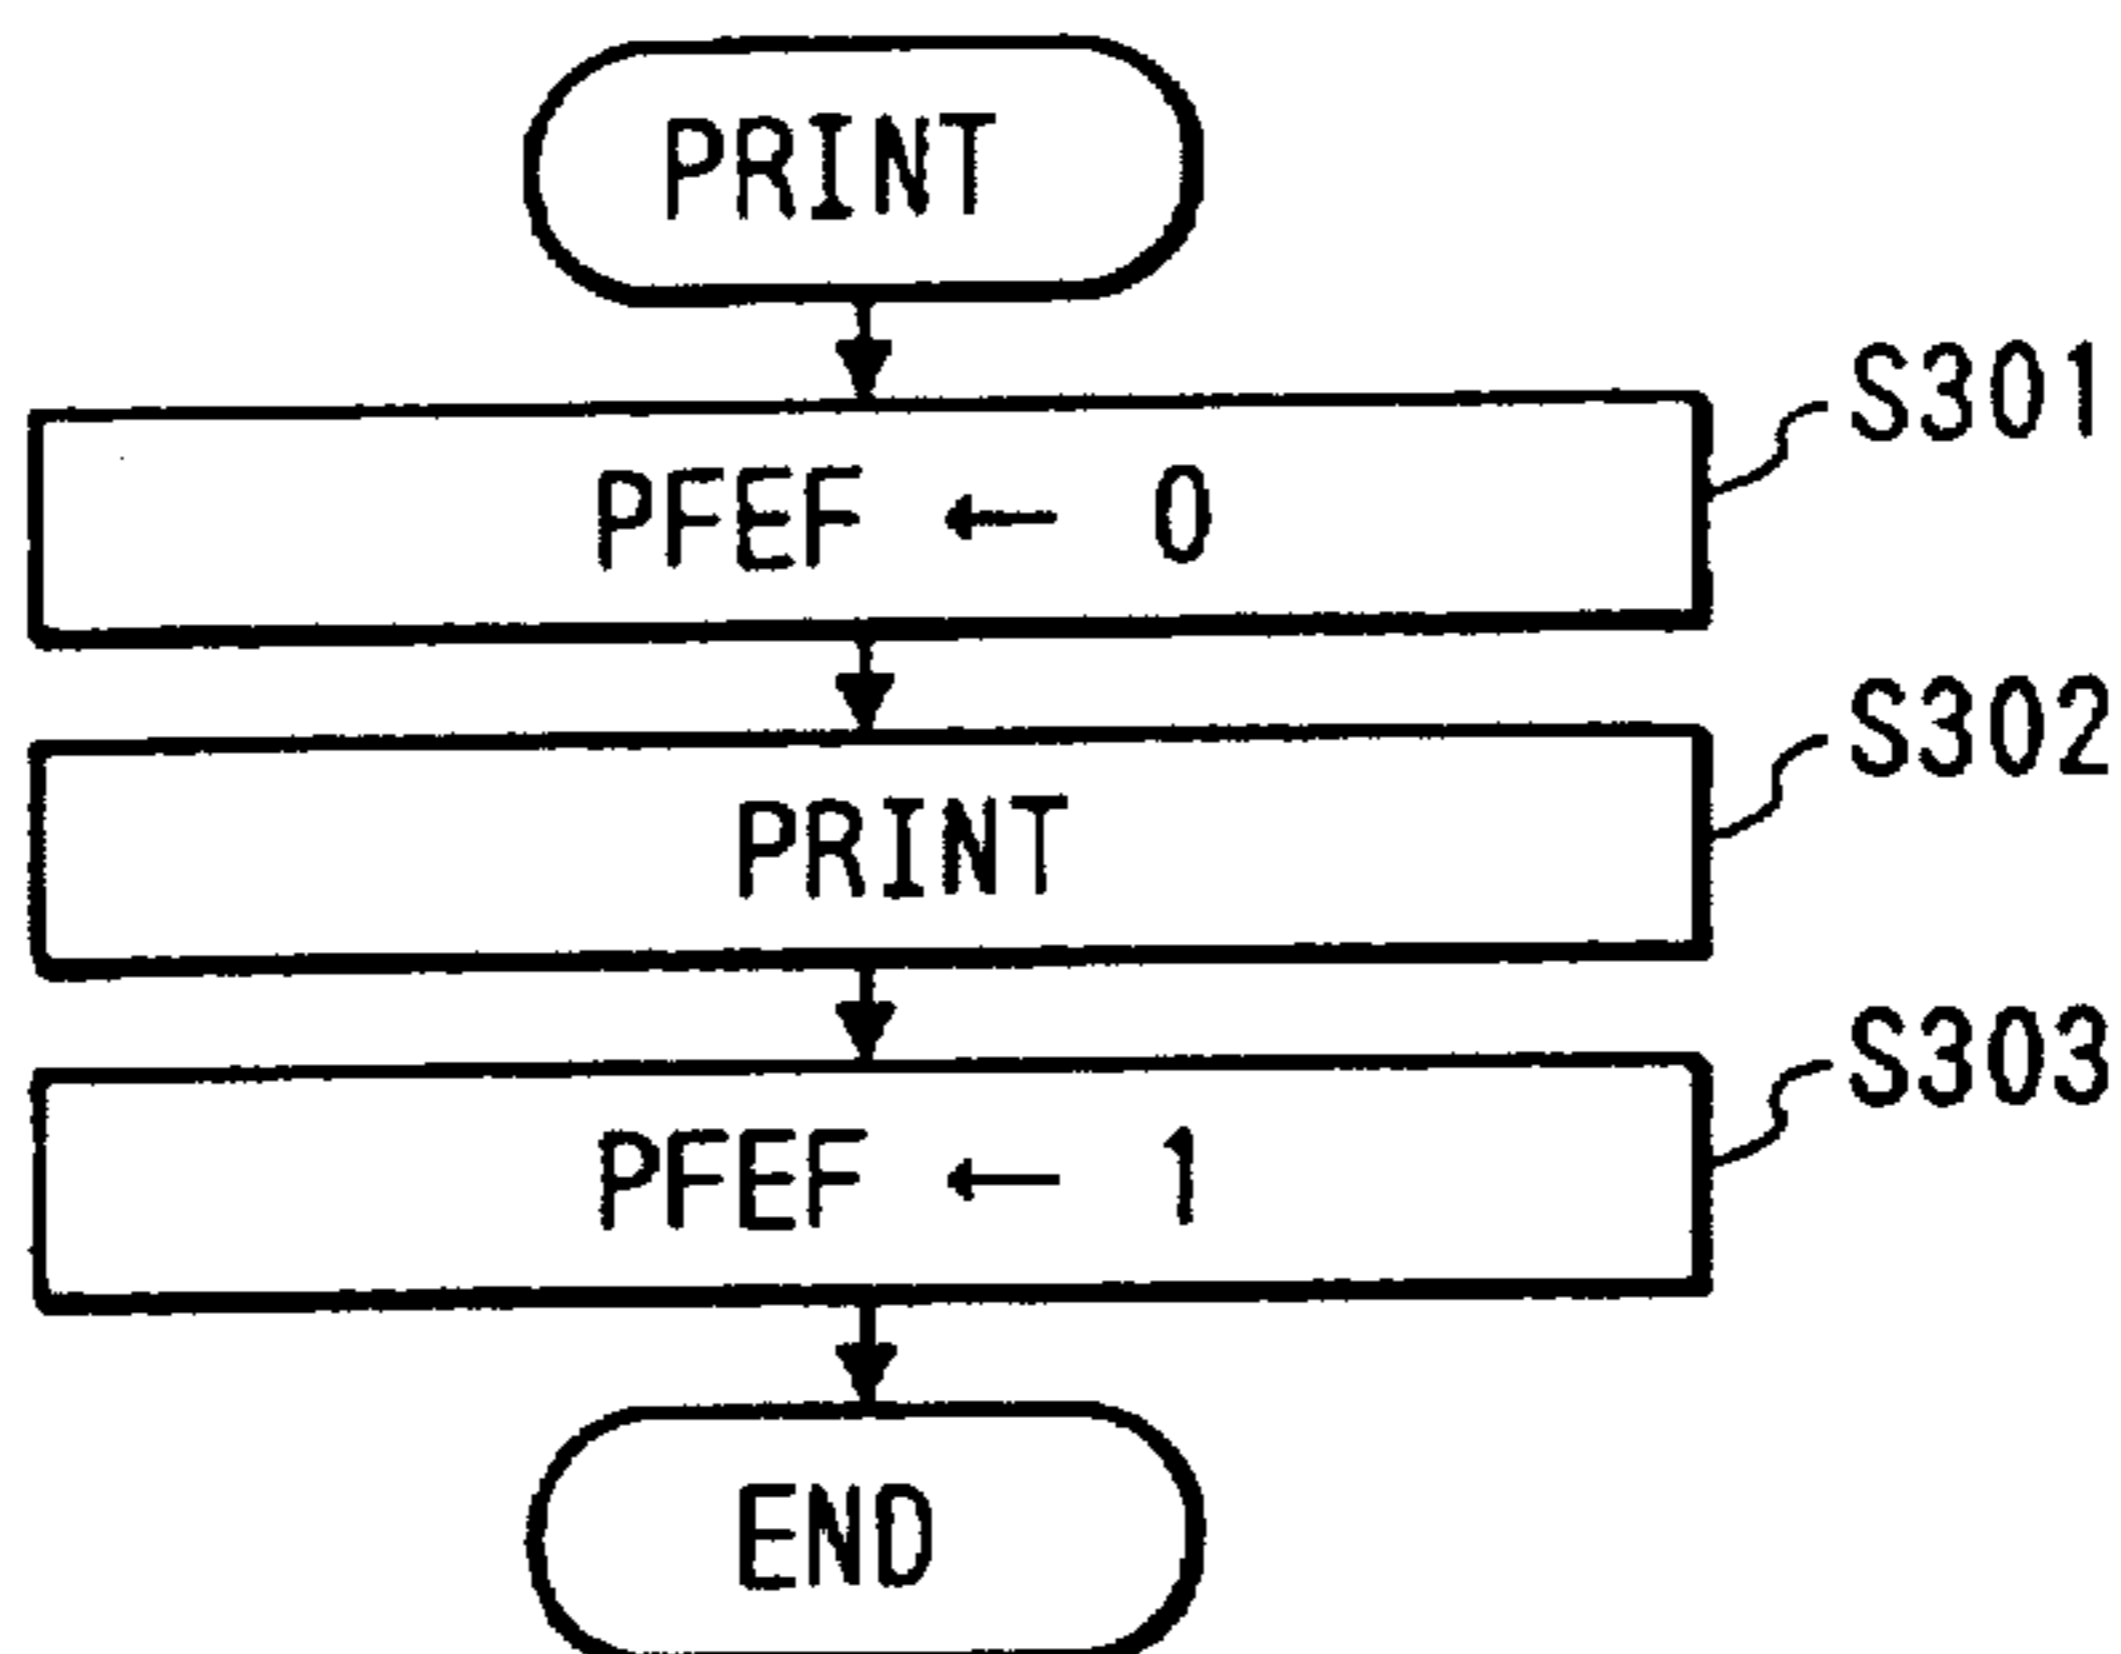 PRINT
S301
PFEF ← 0
S302
PRINT
S303
PFEF ← 1
END